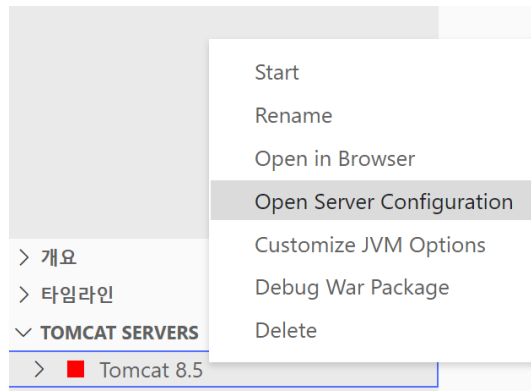 Start
Rename
Open in Browser
Open Server Configuration
Customize JVM Options
Debug War Package
Delete
개요
타임라인
TOMCAT SERVERS
Tomcat 8.5